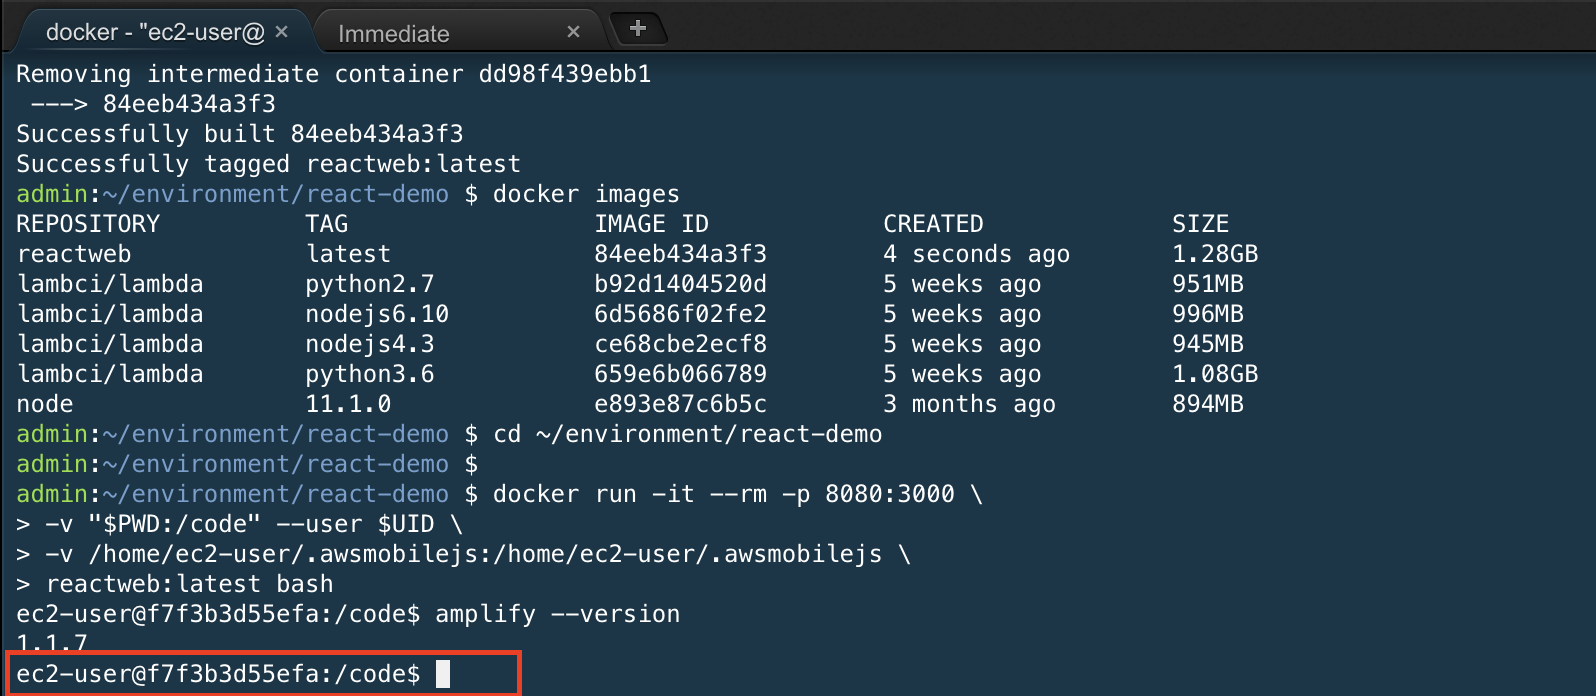 docker - "ec2-user@ ×
Immediate ×
+
Removing intermediate container dd98f439ebb1
---> 84eeb434a3f3
Successfully built 84eeb434a3f3
Successfully tagged reactweb:latest
admin:~/environment/react-demo $ docker images
REPOSITORY TAG IMAGE ID CREATED SIZE
reactweb latest 84eeb434a3f3 4 seconds ago 1.28GB
lambci/lambda python2.7 b92d1404520d 5 weeks ago 951MB
lambci/lambda nodejs6.10 6d5686f02fe2 5 weeks ago 996MB
lambci/lambda nodejs4.3 ce68cbe2ecf8 5 weeks ago 945MB
lambci/lambda python3.6 659e6b066789 5 weeks ago 1.08GB
node 11.1.0 e893e87c6b5c 3 months ago 894MB
admin:~/environment/react-demo $ cd ~/environment/react-demo
admin:~/environment/react-demo $
admin:~/environment/react-demo $ docker run -it --rm -p 8080:3000 \
> -v "$PWD:/code" --user $UID \
> -v /home/ec2-user/.awsmobilejs:/home/ec2-user/.awsmobilejs \
> reactweb:latest bash
ec2-user@f7f3b3d55efa:/code$ amplify --version
1.1.7
ec2-user@f7f3b3d55efa:/code$